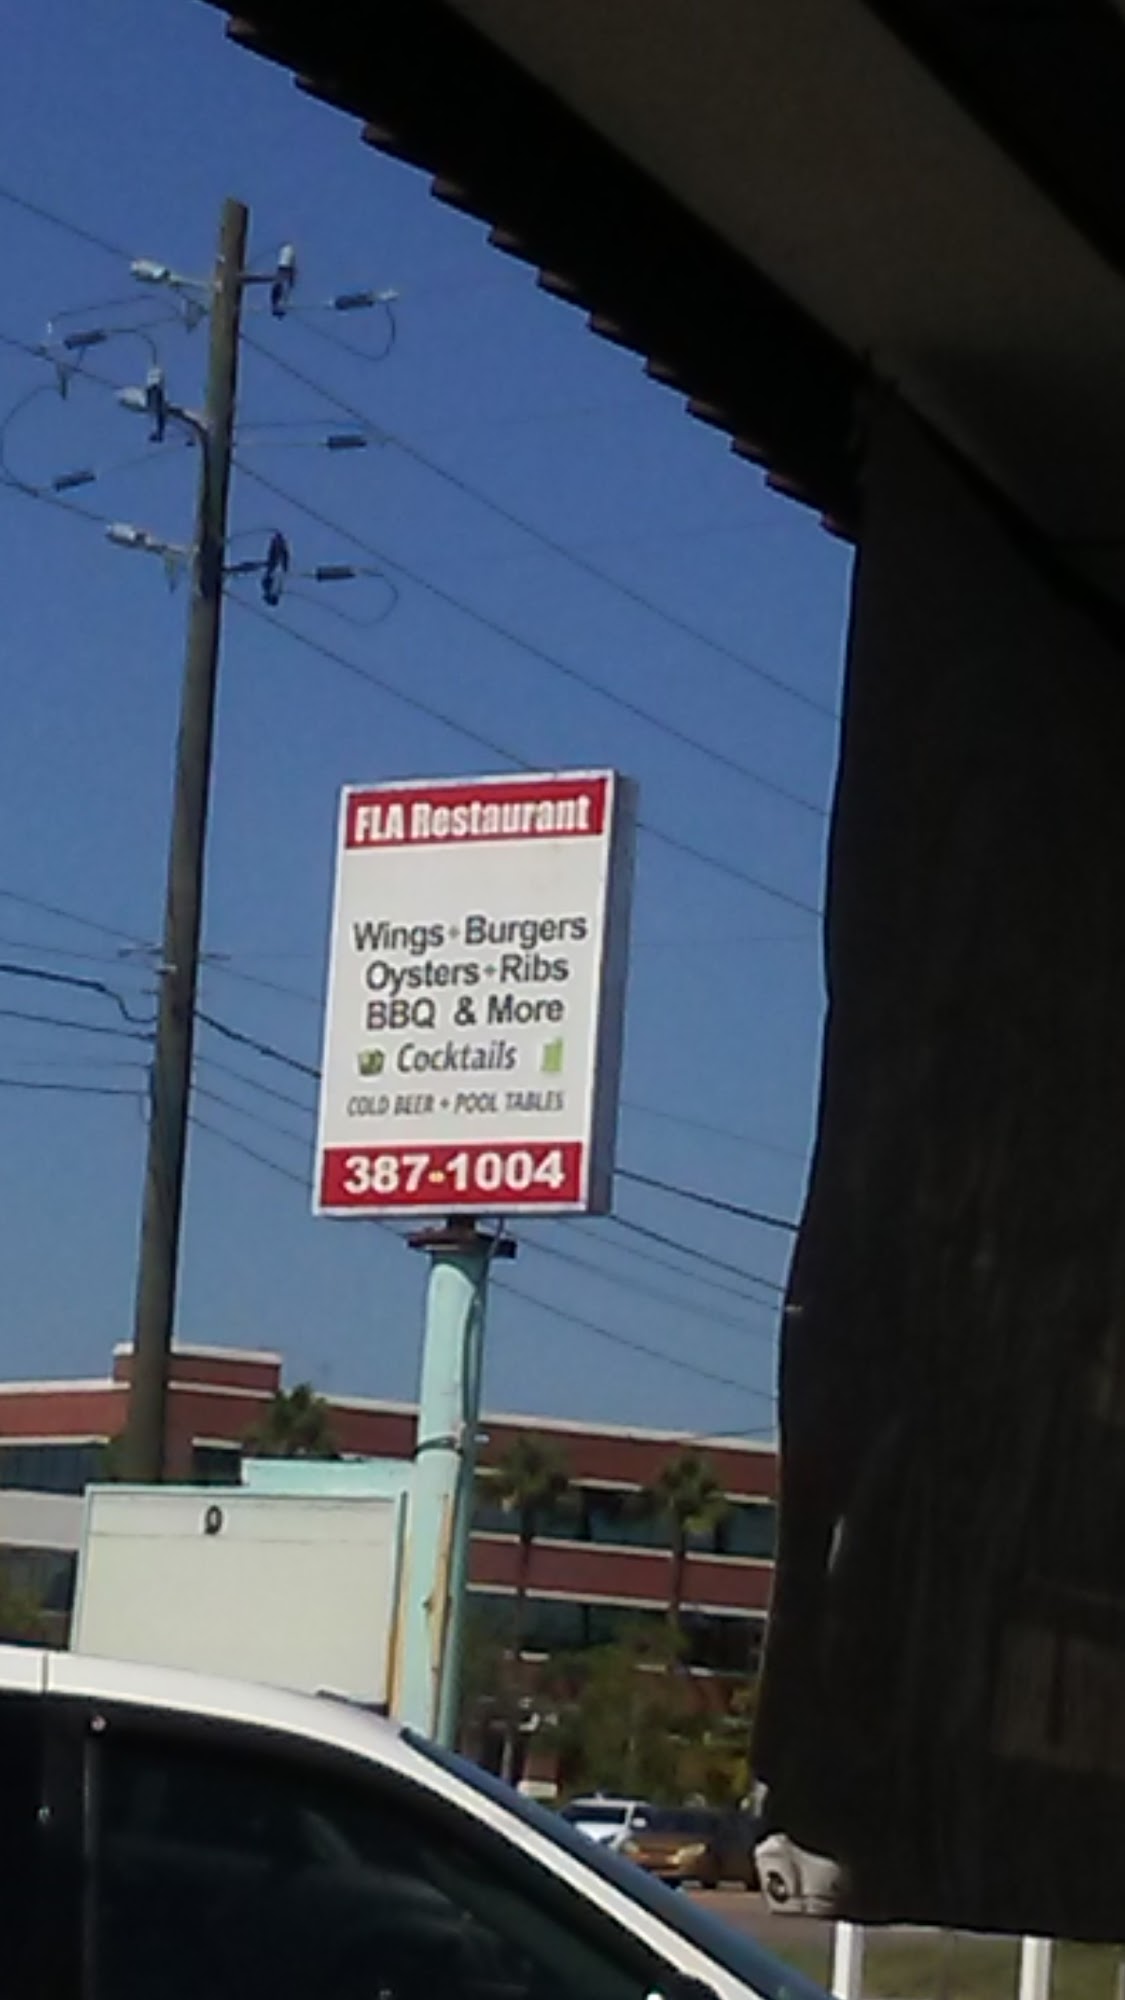 FLA Restaurant
Wings • Burgers
Oysters • Ribs
BBQ & More
Cocktails
COLD BEER • POOL TABLES
387-1004